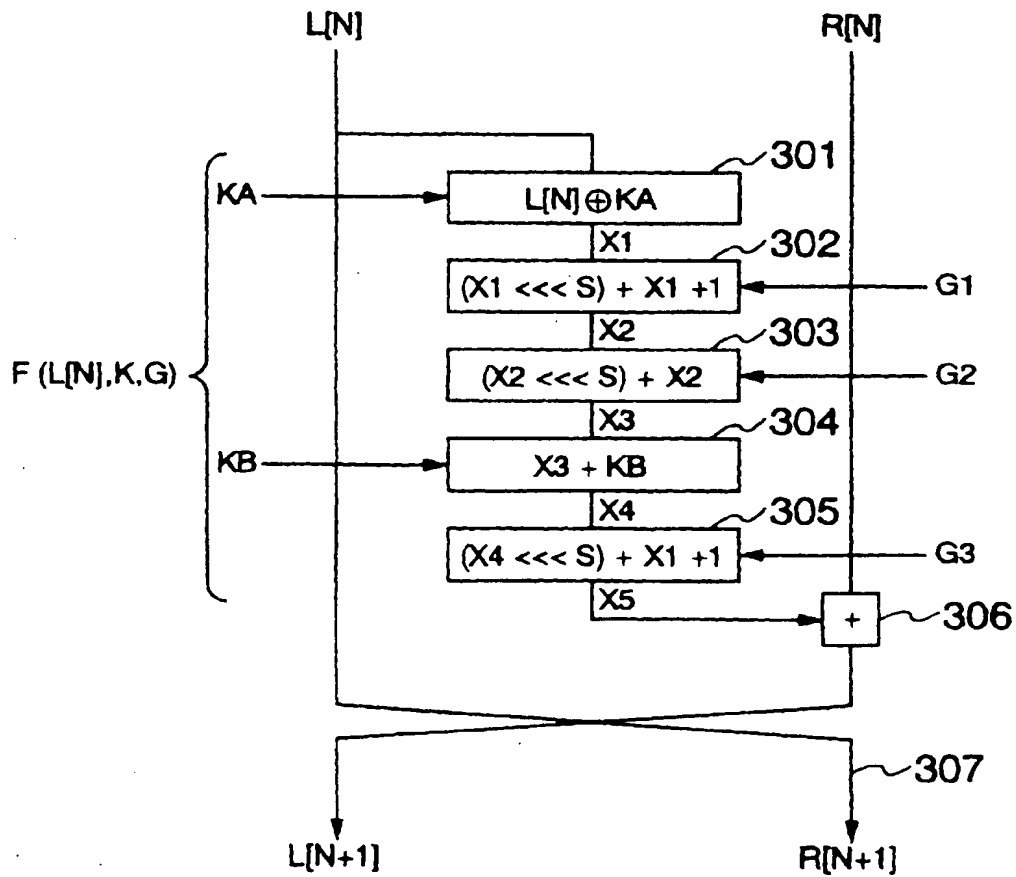 L[N] R[N]
301
KA L[N]⊕KA
X1 302
(X1 <<< S) + X1 +1 G1
X2 303
F (L[N],K,G) (X2 <<< S) + X2 G2
X3 304
KB X3 + KB
X4 305
(X4 <<< S) + X1 +1 G3
X5 + 306
307
L[N+1] R[N+1]